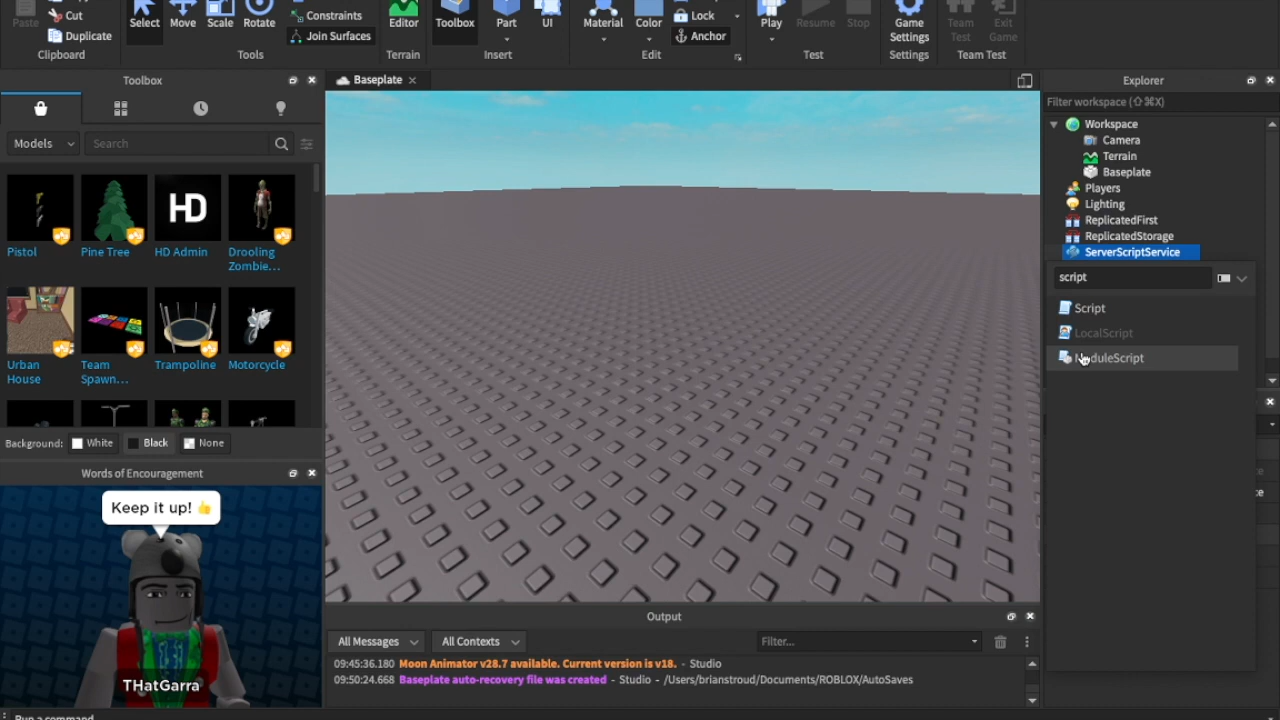 Paste
Cut
Duplicate
Clipboard
Select
Move
Scale
Rotate
Constraints
Join Surfaces
Tools
Editor
Terrain
Toolbox
Part
UI
Insert
Material
Color
Lock
Anchor
Edit
Play
Resume
Stop
Test
Game
Settings
Settings
Team
Test
Exit
Game
Team Test
Toolbox
Models
Search
Pistol
Pine Tree
HD
HD Admin
Drooling
Zombie...
Urban
House
Team
Spawn...
Trampoline
Motorcycle
Background:
White
Black
None
Words of Encouragement
Keep it up! 👍
THatGarra
Baseplate
Output
All Messages
All Contexts
Filter...
09:45:36.180 Moon Animator v28.7 available. Current version is v18. - Studio
09:50:24.668 Baseplate auto-recovery file was created - Studio - /Users/brianstroud/Documents/ROBLOX/AutoSaves
Explorer
Filter workspace (⇧⌘X)
Workspace
Camera
Terrain
Baseplate
Players
Lighting
ReplicatedFirst
ReplicatedStorage
ServerScriptService
script
Script
LocalScript
ModuleScript
Run a command